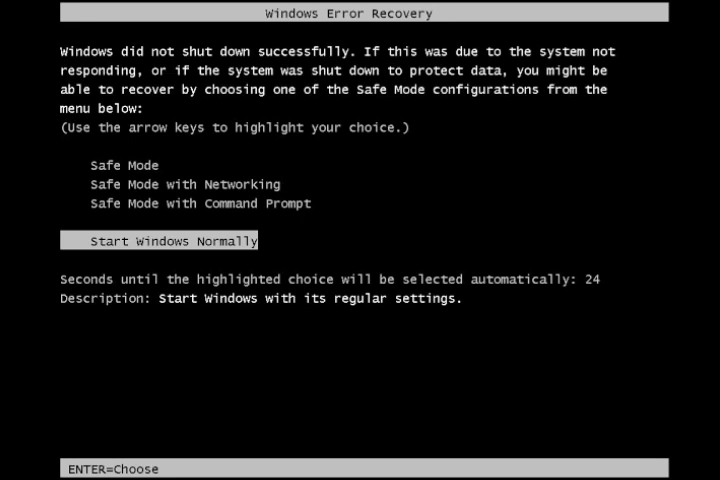 Windows Error Recovery
Windows did not shut down successfully. If this was due to the system not
responding, or if the system was shut down to protect data, you might be
able to recover by choosing one of the Safe Mode configurations from the
menu below:
(Use the arrow keys to highlight your choice.)
Safe Mode
Safe Mode with Networking
Safe Mode with Command Prompt
Start Windows Normally
Seconds until the highlighted choice will be selected automatically: 24
Description: Start Windows with its regular settings.
ENTER=Choose